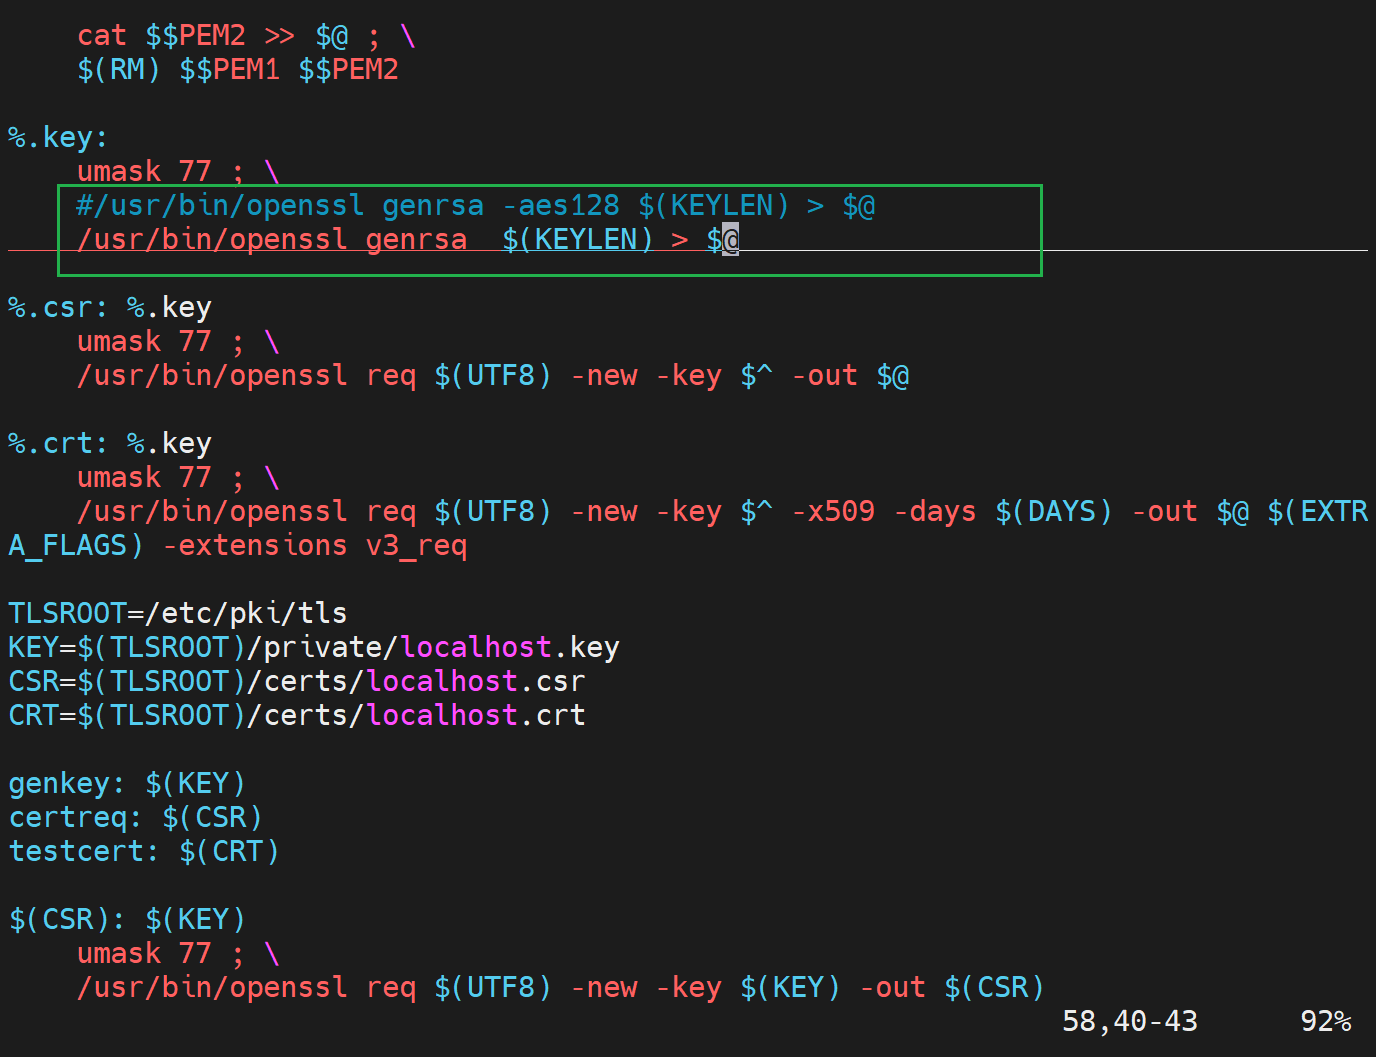 cat $$PEM2 >> $@ ; \
$(RM) $$PEM1 $$PEM2
%.key:
umask 77 ; \
#/usr/bin/openssl genrsa -aes128 $(KEYLEN) > $@
/usr/bin/openssl genrsa  $(KEYLEN) > $@
%.csr: %.key
umask 77 ; \
/usr/bin/openssl req $(UTF8) -new -key $^ -out $@
%.crt: %.key
umask 77 ; \
/usr/bin/openssl req $(UTF8) -new -key $^ -x509 -days $(DAYS) -out $@ $(EXTR
A_FLAGS) -extensions v3_req
TLSROOT=/etc/pki/tls
KEY=$(TLSROOT)/private/localhost.key
CSR=$(TLSROOT)/certs/localhost.csr
CRT=$(TLSROOT)/certs/localhost.crt
genkey: $(KEY)
certreq: $(CSR)
testcert: $(CRT)
$(CSR): $(KEY)
umask 77 ; \
/usr/bin/openssl req $(UTF8) -new -key $(KEY) -out $(CSR)
58,40-43 92%